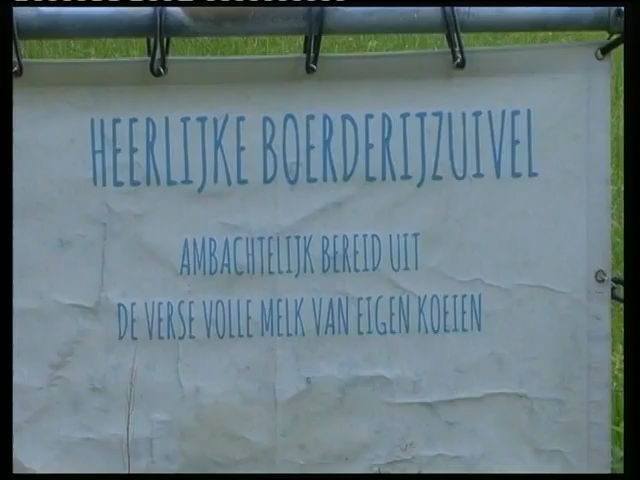 HEERLIJKE BOERDERIJZUIVEL
AMBACHTELIJK BEREID UIT
DE VERSE VOLLE MELK VAN EIGEN KOEIEN